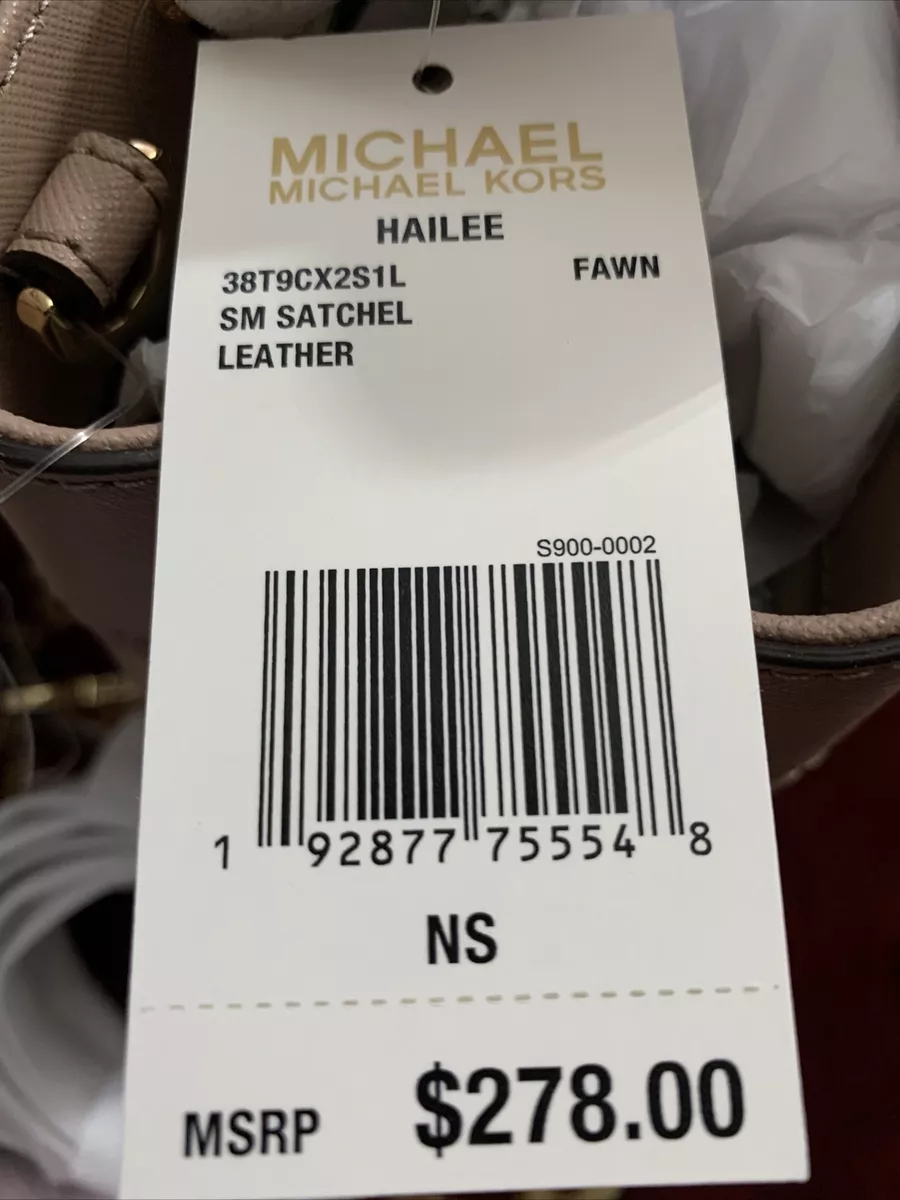 MICHAEL
MICHAEL KORS
HAILEE
38T9CX2S1L FAWN
SM SATCHEL
LEATHER
S900-0002
1 92877 75554 8
NS
MSRP $278.00